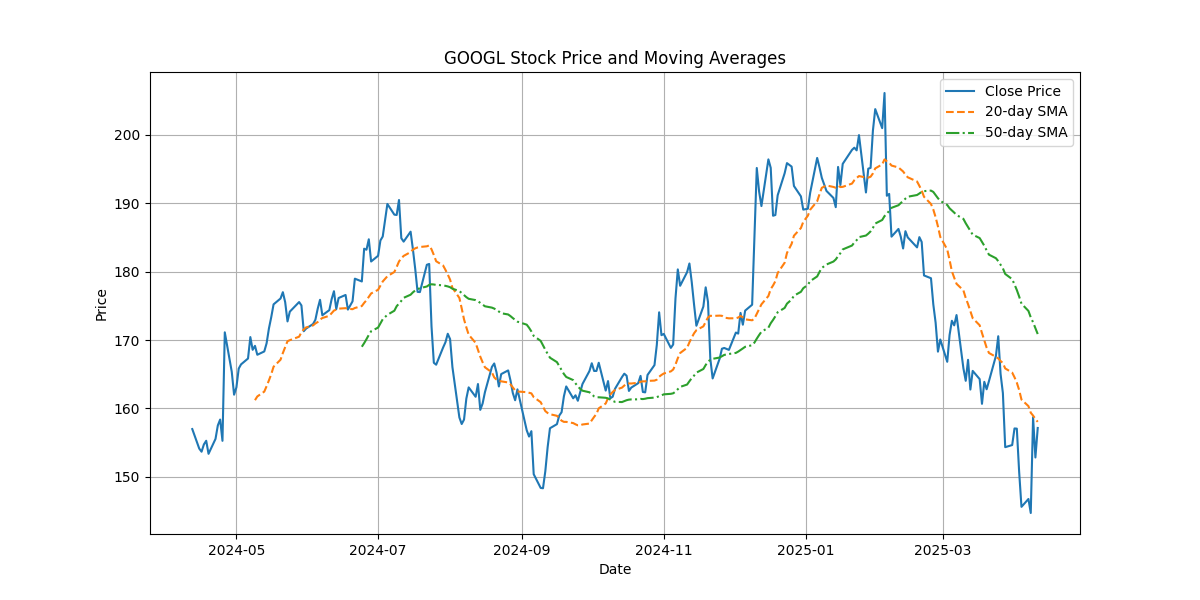 GOOGL Stock Price and Moving Averages
Close Price
20-day SMA
50-day SMA
Price
200
190
180
170
160
150
2024-05
2024-07
2024-09
2024-11
2025-01
2025-03
Date